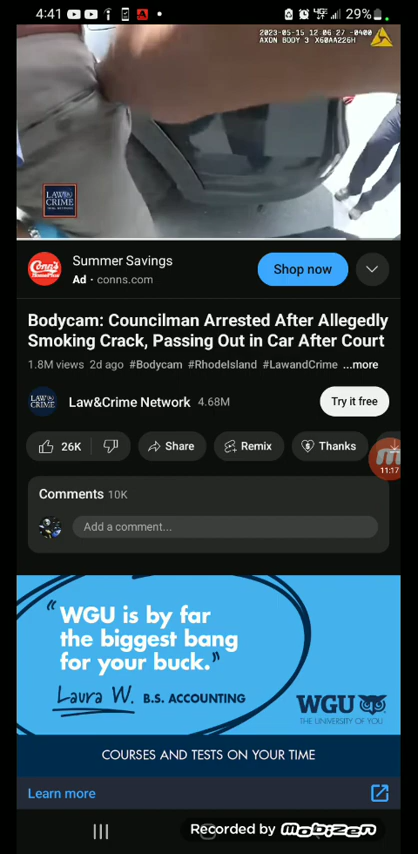 4:41
29%
2023-05-15 12:06:27 -0400
AXON BODY 3 X60AA226H
LAW&
CRIME
Conn's
Summer Savings
Ad · conns.com
Shop now
Bodycam: Councilman Arrested After Allegedly
Smoking Crack, Passing Out in Car After Court
1.8M views 2d ago #Bodycam #RhodeIsland #LawandCrime ...more
LAW&
CRIME
Law&Crime Network 4.68M
Try it free
26K
Share
Remix
Thanks
11:17
Comments 10K
Add a comment...
“WGU is by far
the biggest bang
for your buck.”
Laura W. B.S. ACCOUNTING
WGU
THE UNIVERSITY OF YOU
COURSES AND TESTS ON YOUR TIME
Learn more
Recorded by mobizen